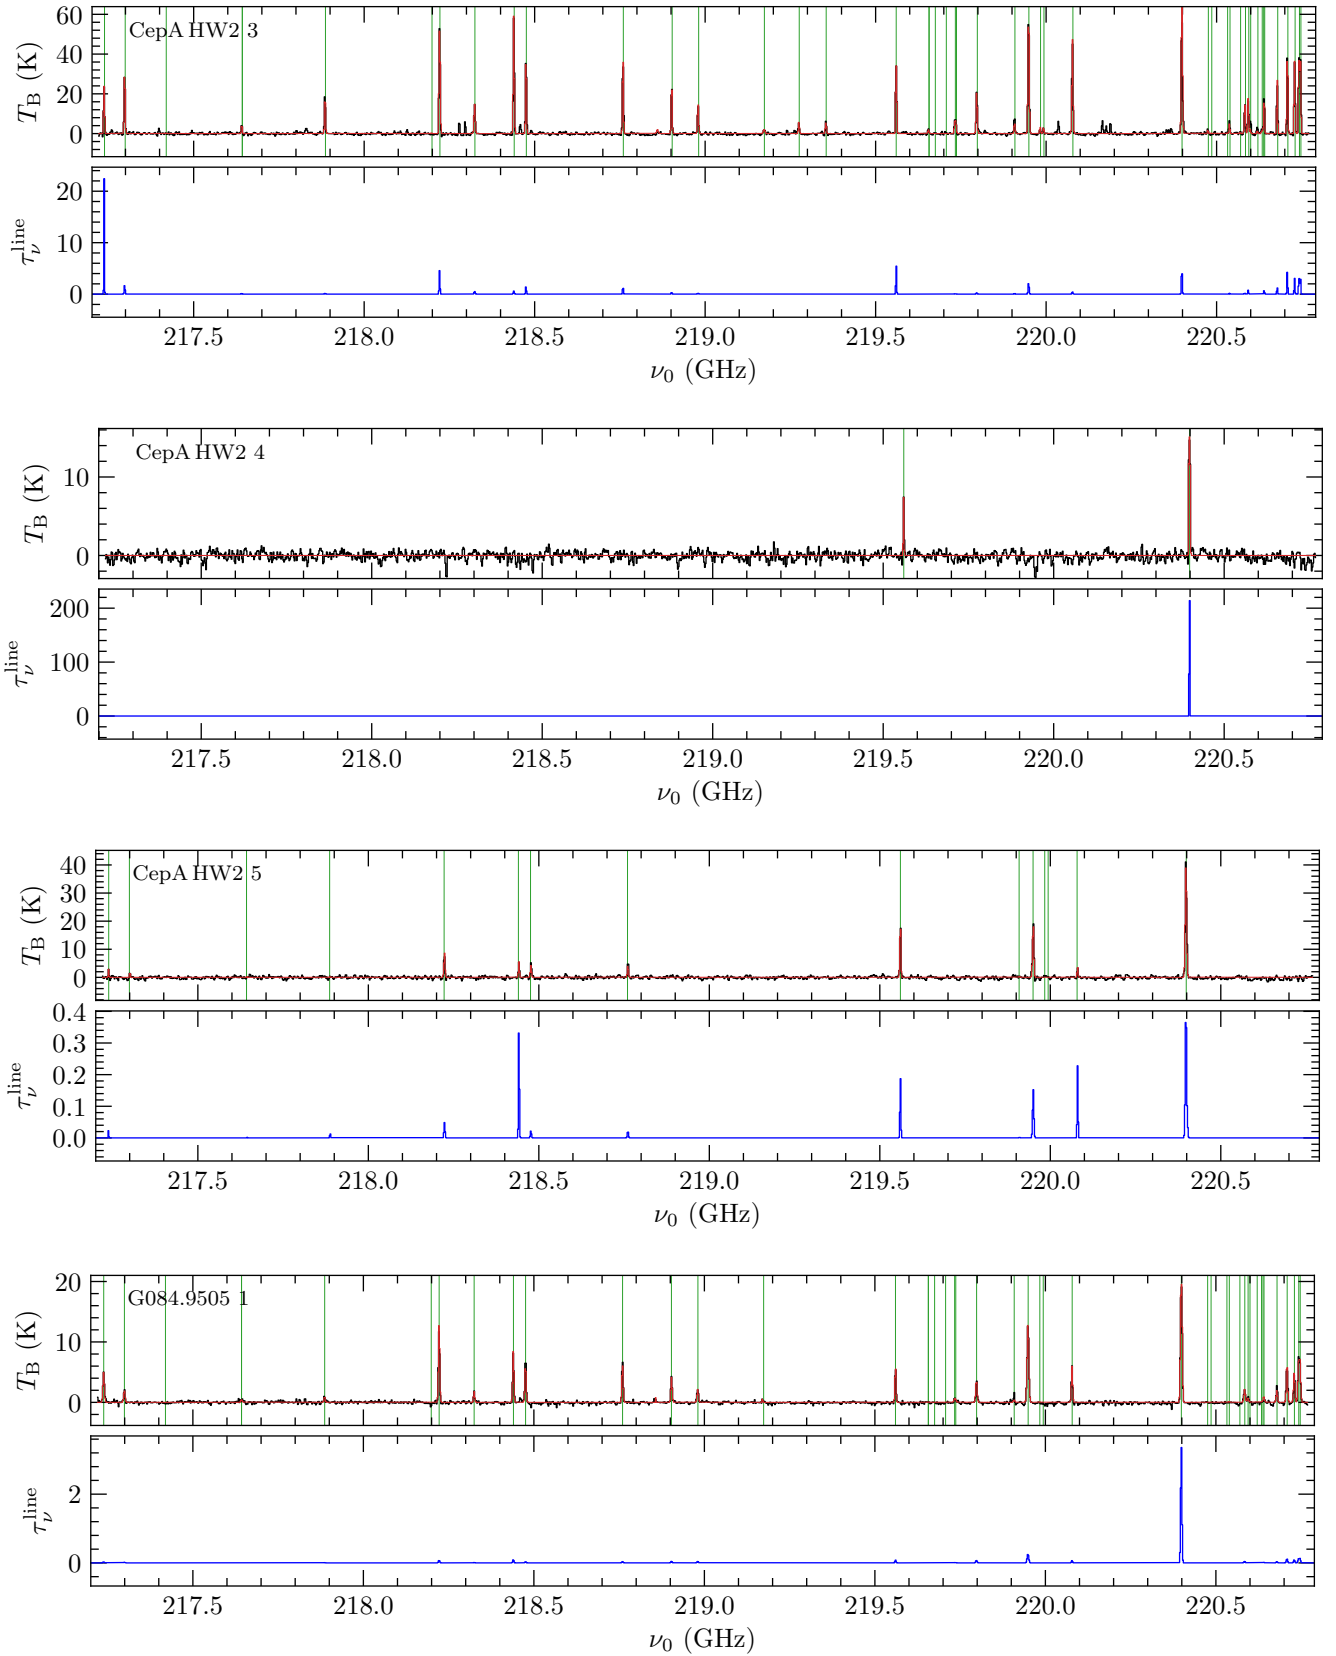 CepA HW2 3
60
40
20
0
T_B (K)
20
10
0
τ_ν^line
217.5 218.0 218.5 219.0 219.5 220.0 220.5
ν_0 (GHz)
CepA HW2 4
10
0
T_B (K)
200
100
0
τ_ν^line
217.5 218.0 218.5 219.0 219.5 220.0 220.5
ν_0 (GHz)
CepA HW2 5
40
30
20
10
0
T_B (K)
0.4
0.3
0.2
0.1
0.0
τ_ν^line
217.5 218.0 218.5 219.0 219.5 220.0 220.5
ν_0 (GHz)
G084.9505 1
20
10
0
T_B (K)
2
0
τ_ν^line
217.5 218.0 218.5 219.0 219.5 220.0 220.5
ν_0 (GHz)